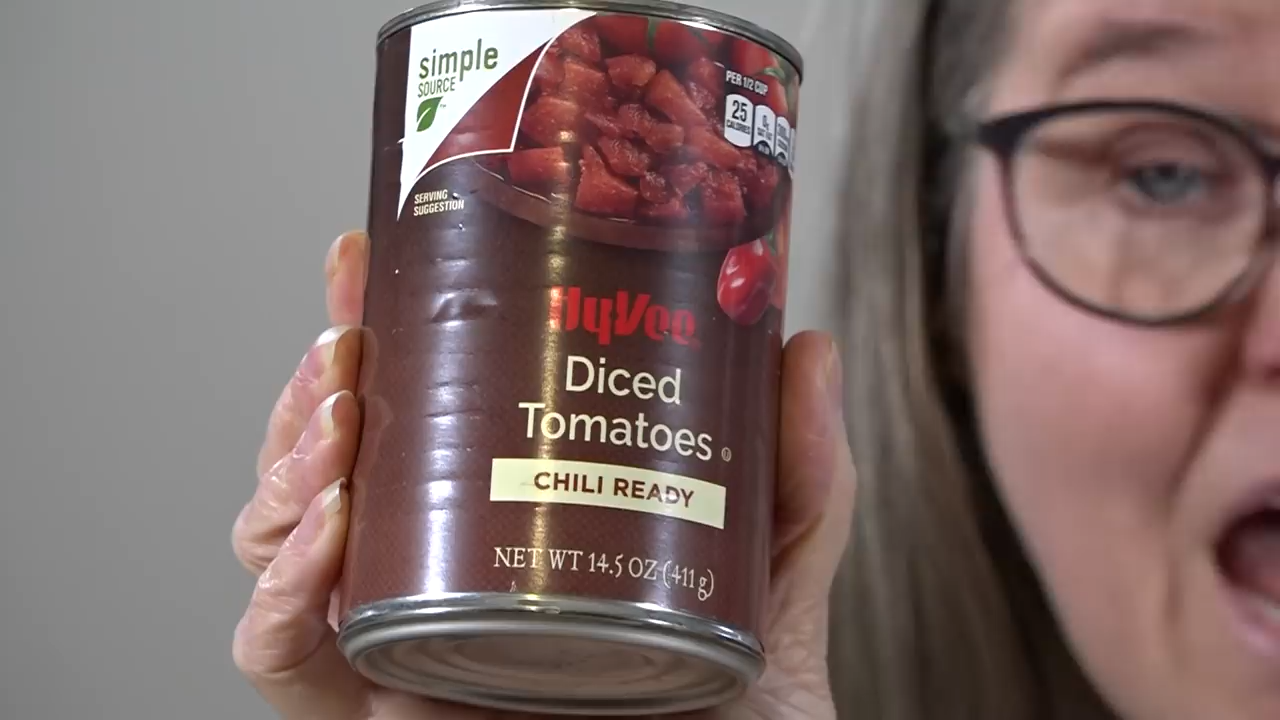 simple
SOURCE
PER 1/2 CUP
25
CALORIES
SERVING
SUGGESTION
HyVee
Diced
Tomatoes
CHILI READY
NET WT 14.5 OZ (411 g)